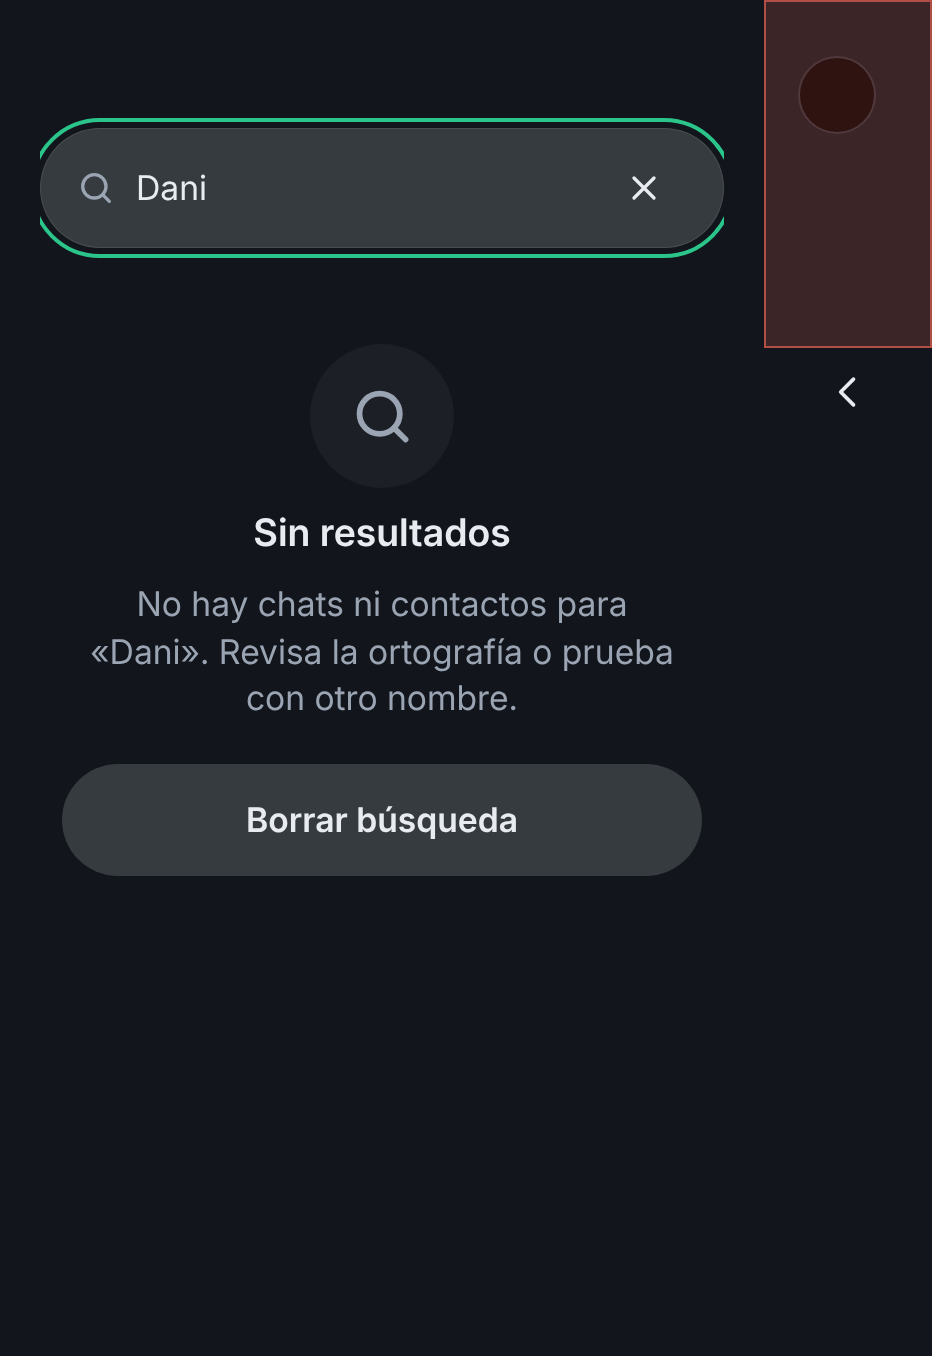 Dani
Sin resultados
No hay chats ni contactos para
«Dani». Revisa la ortografía o prueba
con otro nombre.
Borrar búsqueda